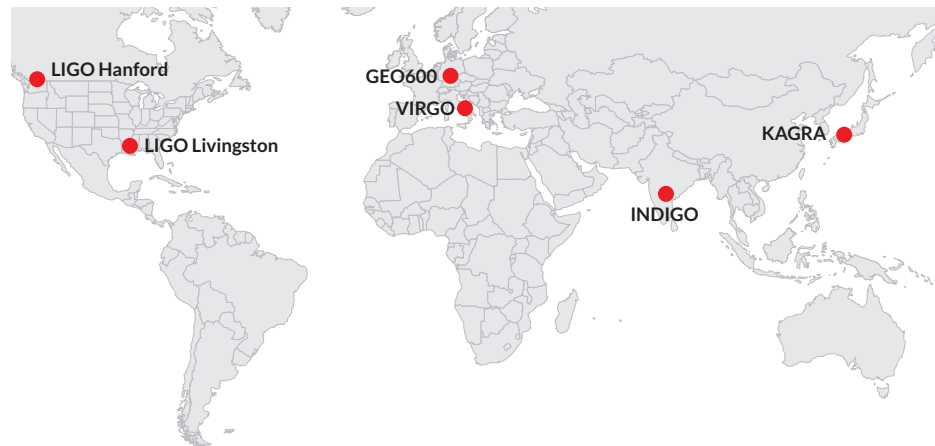 LIGO Hanford
GEO600
VIRGO
LIGO Livingston
KAGRA
INDIGO